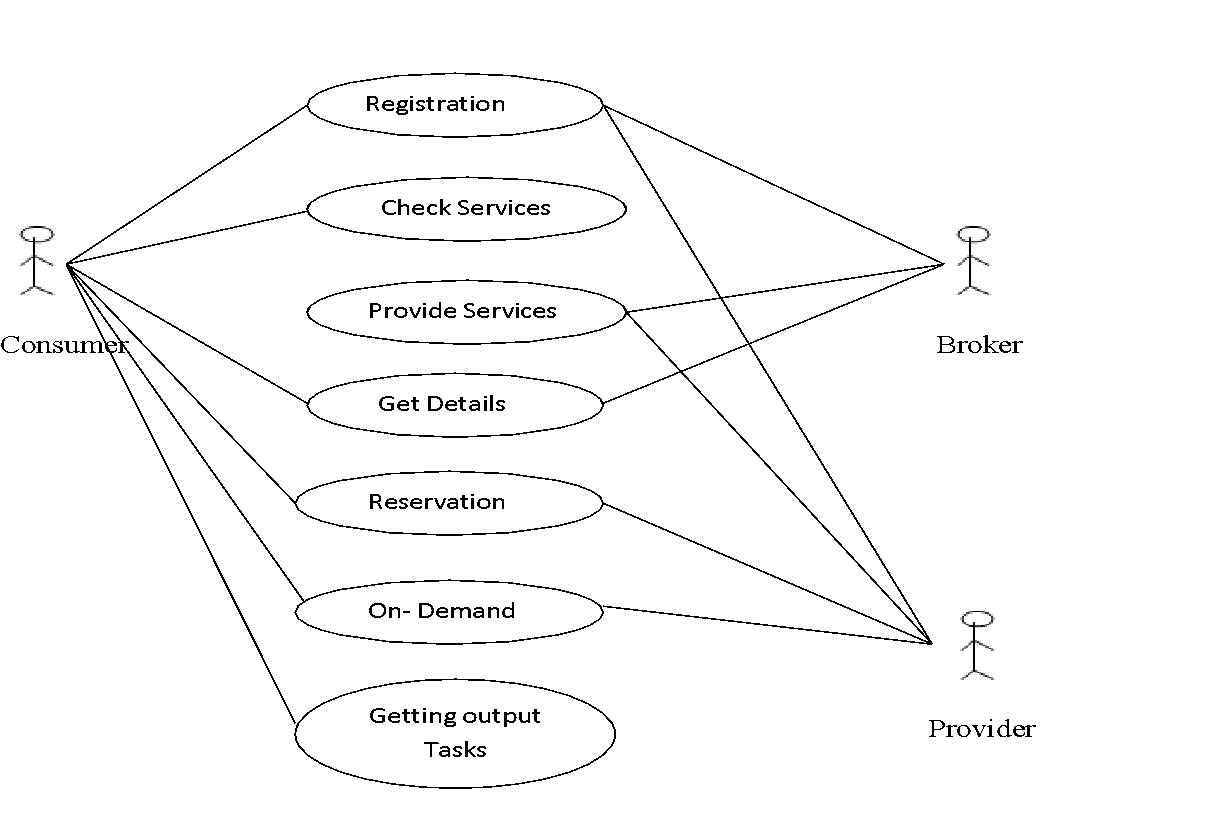 Registration
Check Services
Provide Services
Consumer
Broker
Get Details
Reservation
On- Demand
Getting output
Tasks
Provider